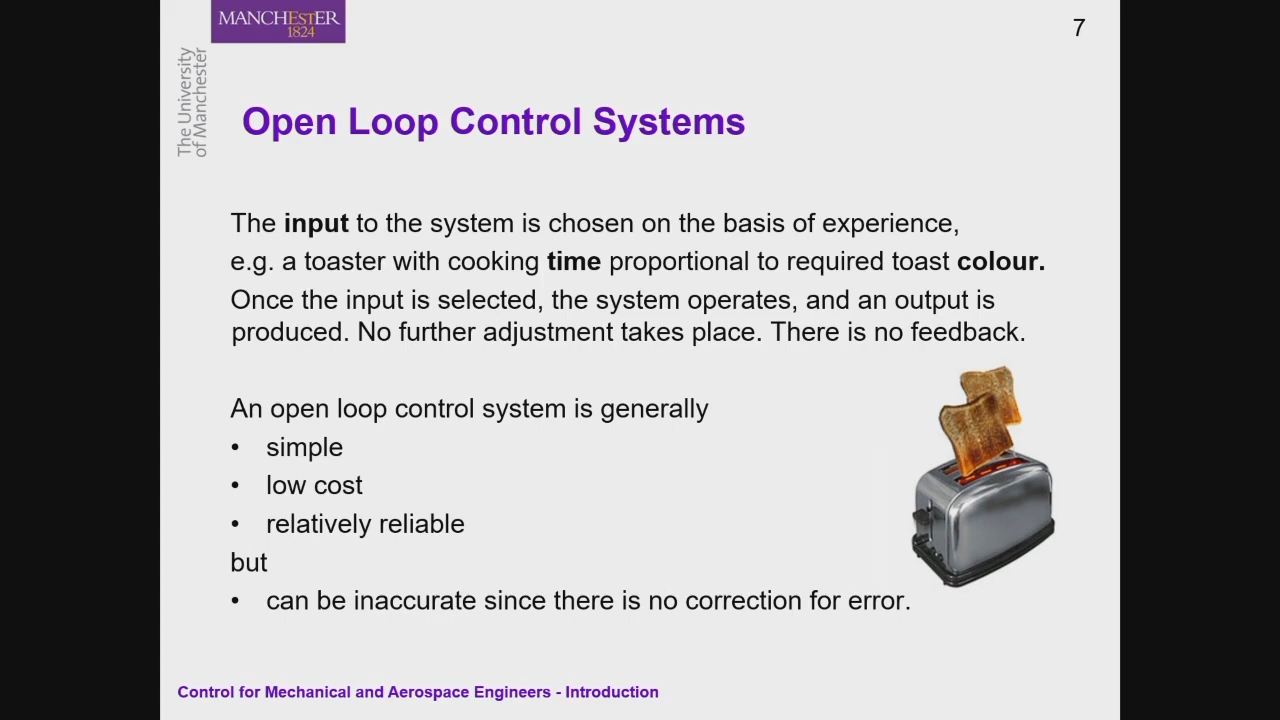 MANCHESTER
1824
The University
of Manchester
7
Open Loop Control Systems
The input to the system is chosen on the basis of experience,
e.g. a toaster with cooking time proportional to required toast colour.
Once the input is selected, the system operates, and an output is
produced. No further adjustment takes place. There is no feedback.
An open loop control system is generally
• simple
• low cost
• relatively reliable
but
• can be inaccurate since there is no correction for error.
Control for Mechanical and Aerospace Engineers - Introduction